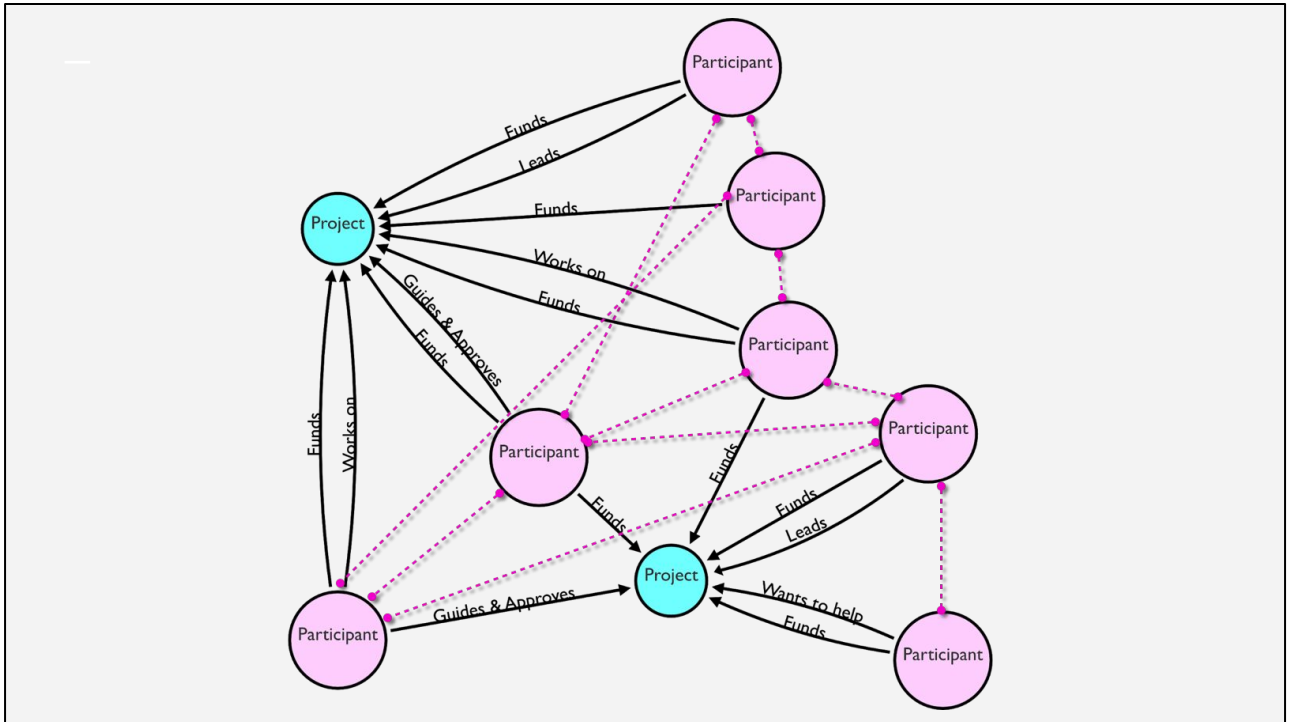 Participant
Funds
Leads
Participant
Project
Funds
Works on
Funds
Guides & Approves
Funds
Participant
Funds
Works on
Participant
Participant
Funds
Funds
Funds
Leads
Project
Wants to help
Guides & Approves
Funds
Participant
Participant